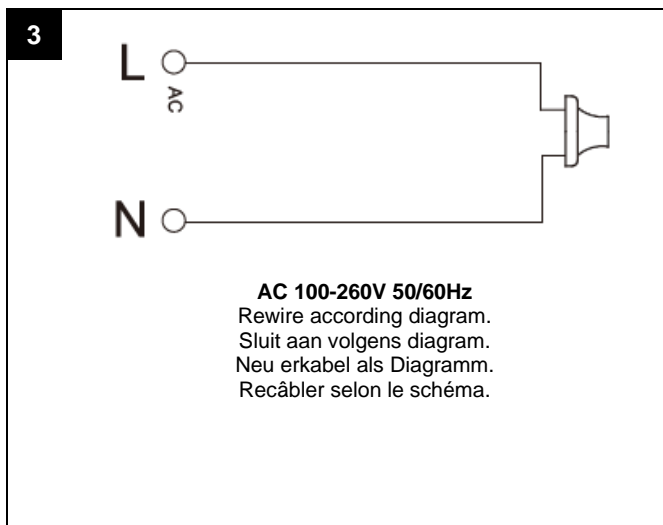 3
L
AC
N
AC 100-260V 50/60Hz
Rewire according diagram.
Sluit aan volgens diagram.
Neu erkabel als Diagramm.
Recâbler selon le schéma.